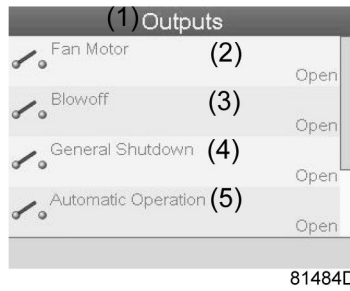 (1) Outputs
Fan Motor (2)
Open
Blowoff (3)
Open
General Shutdown (4)
Open
Automatic Operation (5)
Open
81484D